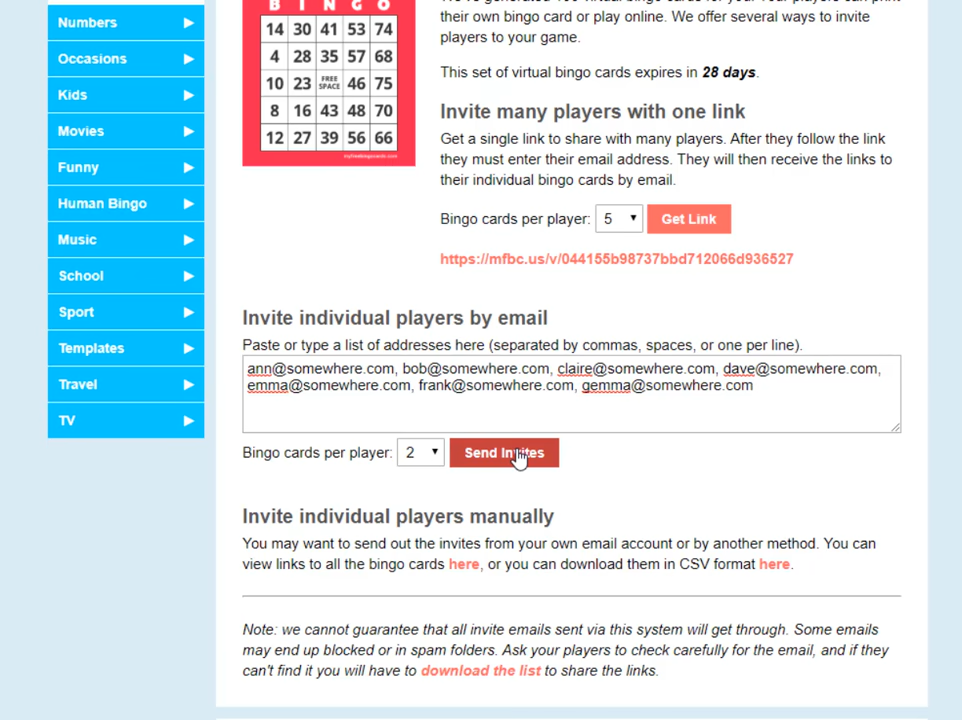 Numbers
Occasions
Kids
Movies
Funny
Human Bingo
Music
School
Sport
Templates
Travel
TV
B I N G O
14 30 41 53 74
4 28 35 57 68
10 23 FREE SPACE 46 75
8 16 43 48 70
12 27 39 56 66
myfreebingocards.com
their own bingo card or play online. We offer several ways to invite
players to your game.
This set of virtual bingo cards expires in 28 days.
Invite many players with one link
Get a single link to share with many players. After they follow the link
they must enter their email address. They will then receive the links to
their individual bingo cards by email.
Bingo cards per player: 5 Get Link
https://mfbc.us/v/044155b98737bbd712066d936527
Invite individual players by email
Paste or type a list of addresses here (separated by commas, spaces, or one per line).
ann@somewhere.com, bob@somewhere.com, claire@somewhere.com, dave@somewhere.com,
emma@somewhere.com, frank@somewhere.com, gemma@somewhere.com
Bingo cards per player: 2 Send Invites
Invite individual players manually
You may want to send out the invites from your own email account or by another method. You can
view links to all the bingo cards here, or you can download them in CSV format here.
Note: we cannot guarantee that all invite emails sent via this system will get through. Some emails
may end up blocked or in spam folders. Ask your players to check carefully for the email, and if they
can't find it you will have to download the list to share the links.